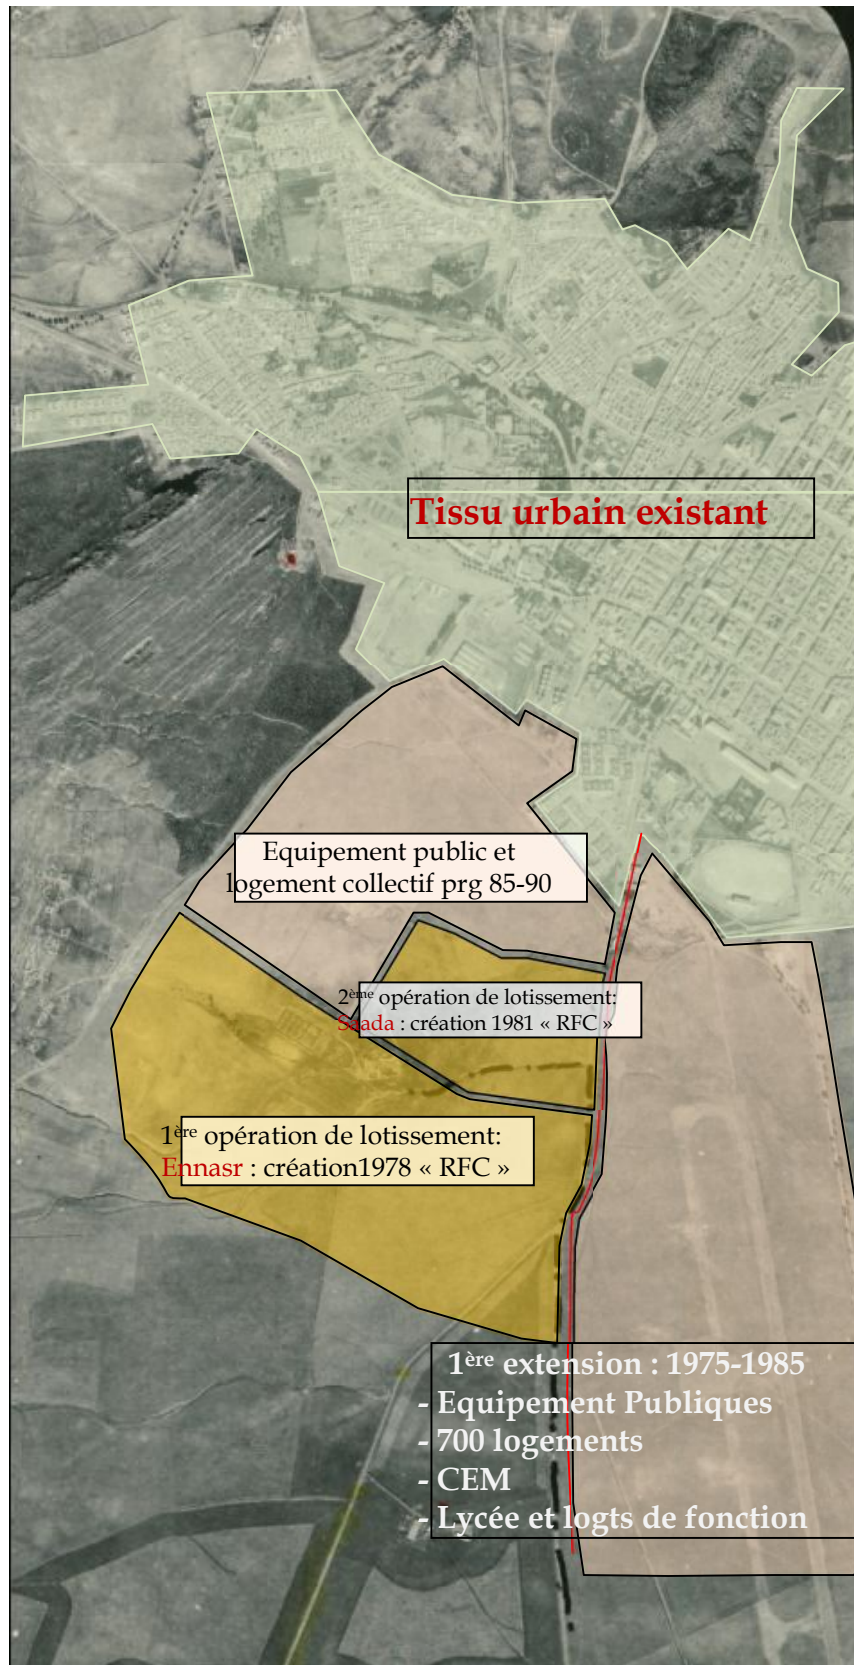 Tissu urbain existant
Equipement public et
logement collectif prg 85-90
2ème opération de lotissement:
Saada : création 1981 « RFC »
1ère opération de lotissement:
Ennasr : création1978 « RFC »
1ère extension : 1975-1985
- Equipement Publiques
- 700 logements
- CEM
- Lycée et logts de fonction